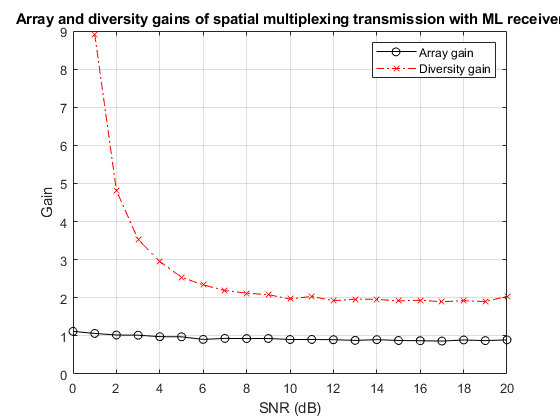 Array and diversity gains of spatial multiplexing transmission with ML receiver
Array gain
Diversity gain
9
8
7
6
5
4
3
2
1
0
Gain
0 2 4 6 8 10 12 14 16 18 20
SNR (dB)